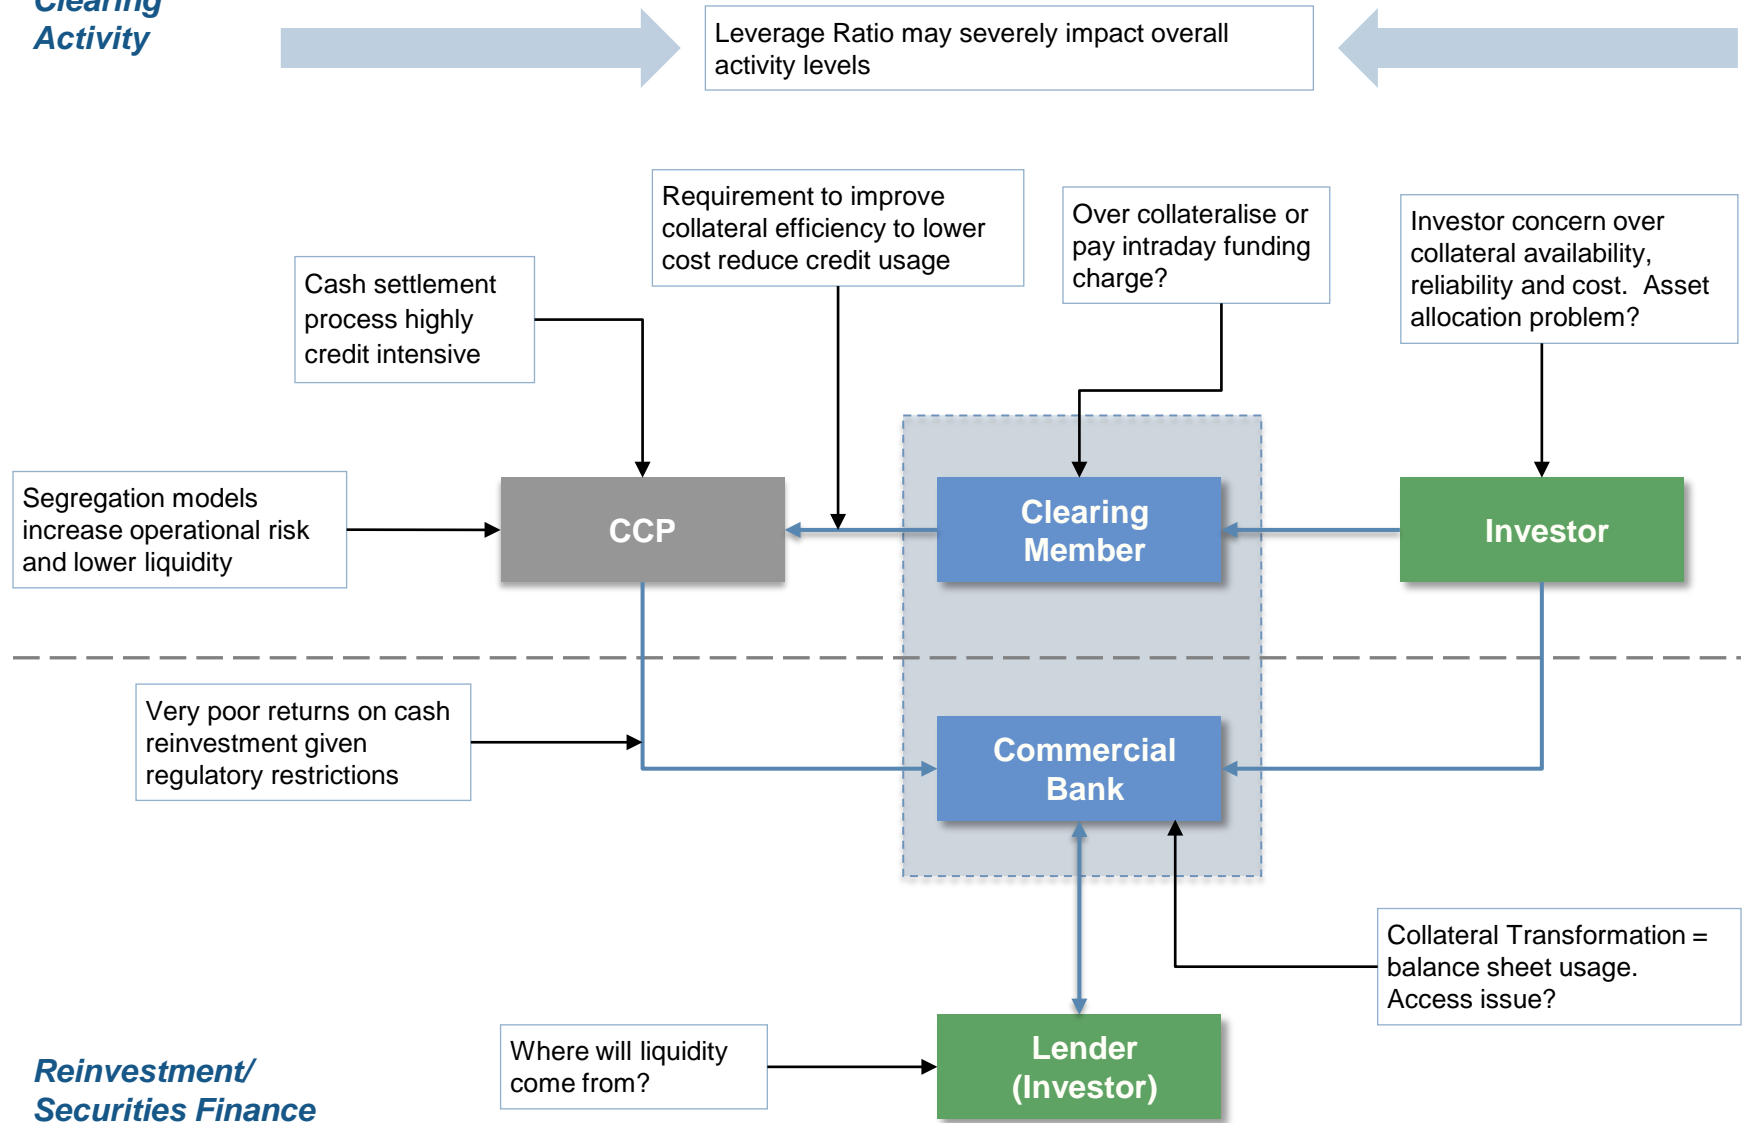 Clearing
Activity
Leverage Ratio may severely impact overall
activity levels
Requirement to improve
collateral efficiency to lower
cost reduce credit usage
Over collateralise or
pay intraday funding
charge?
Investor concern over
collateral availability,
reliability and cost.  Asset
allocation problem?
Cash settlement
process highly
credit intensive
Segregation models
increase operational risk
and lower liquidity
CCP
Clearing
Member
Investor
Very poor returns on cash
reinvestment given
regulatory restrictions
Commercial
Bank
Collateral Transformation =
balance sheet usage.
Access issue?
Where will liquidity
come from?
Lender
(Investor)
Reinvestment/
Securities Finance